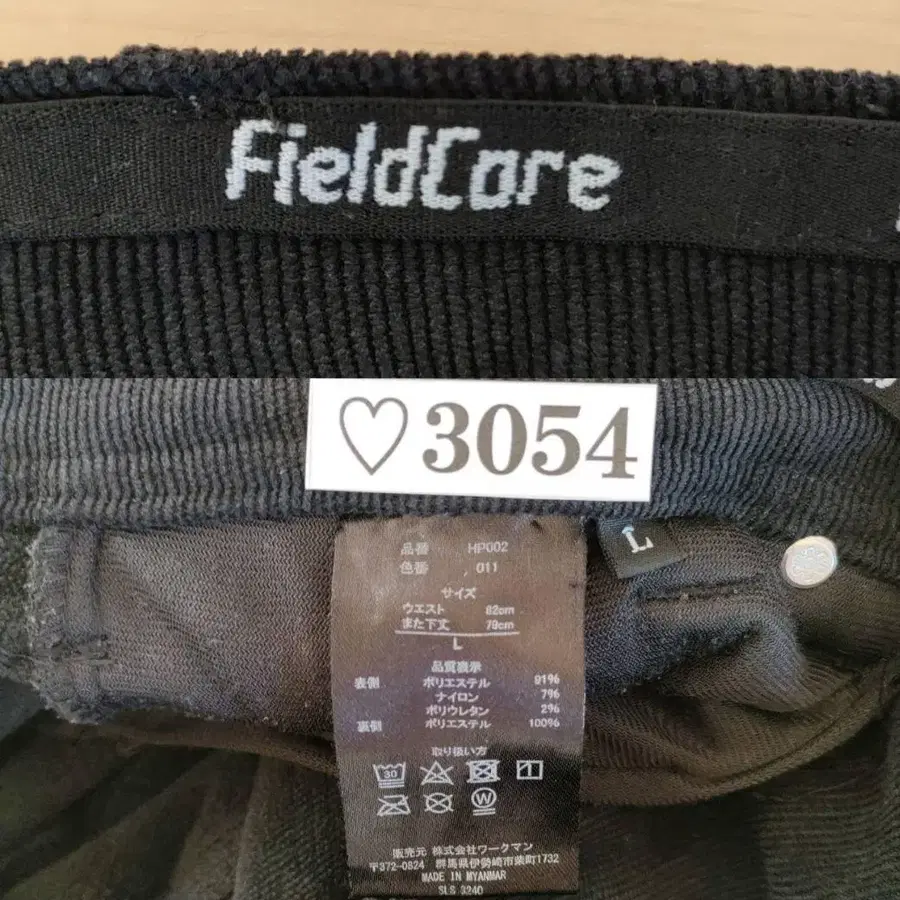 FieldCore
♡3054
L
品番 HP002
色番 , 011
サイズ
ウエスト 82cm
また下丈 79cm
L
品質表示
表側 ポリエステル 91%
ナイロン 7%
ポリウレタン 2%
裏側 ポリエステル 100%
取り扱い方
30
W
販売元 株式会社ワークマン
〒372-0824 群馬県伊勢崎市柴町1732
MADE IN MYANMAR
SLS 3240